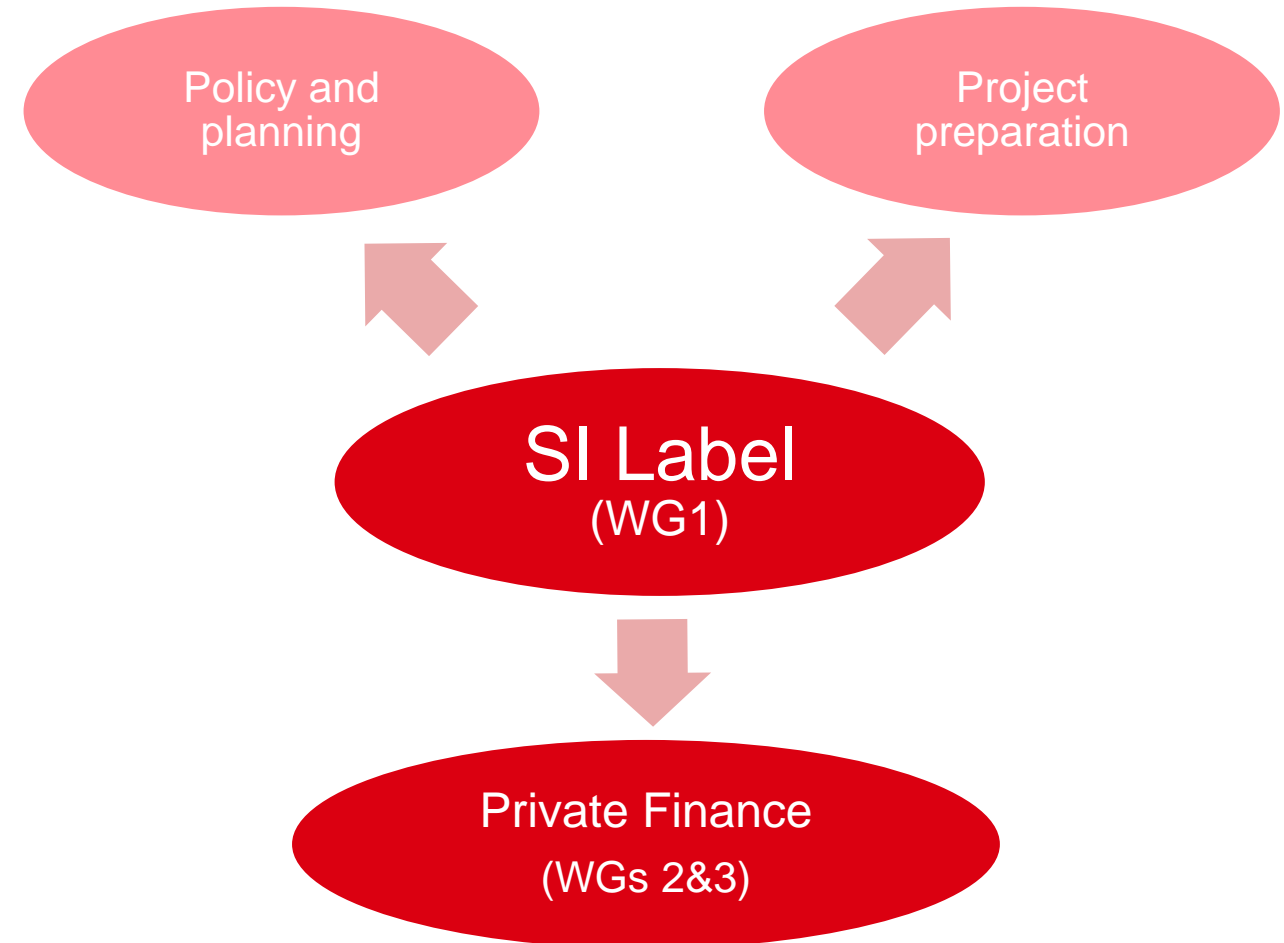 Policy and
planning
Project
preparation
SI Label
(WG1)
Private Finance
(WGs 2&3)